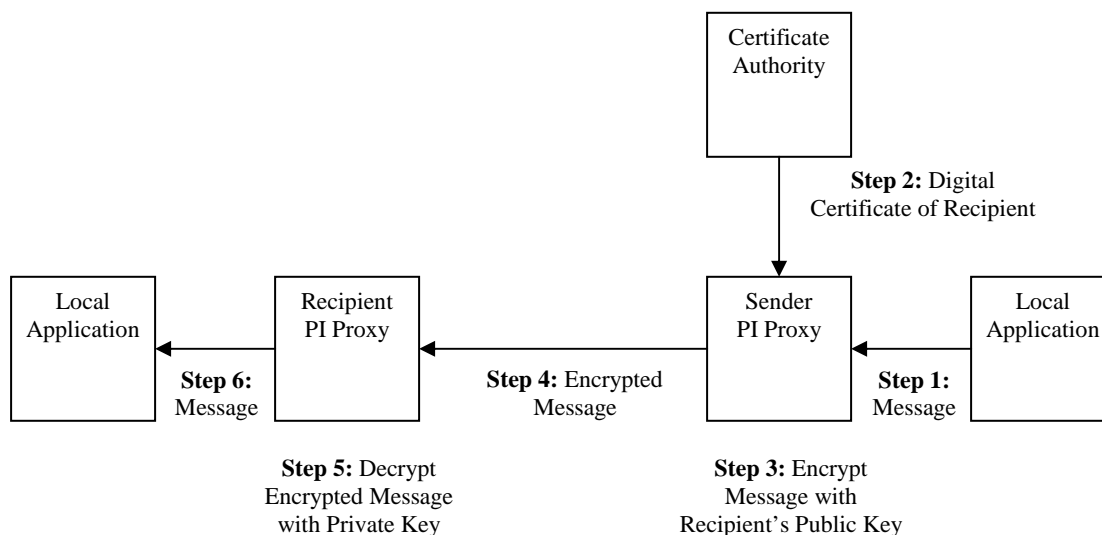 Certificate
Authority
Step 2: Digital
Certificate of Recipient
Local
Application
Recipient
PI Proxy
Sender
PI Proxy
Local
Application
Step 6:
Message
Step 4: Encrypted
Message
Step 1:
Message
Step 5: Decrypt
Encrypted Message
with Private Key
Step 3: Encrypt
Message with
Recipient’s Public Key